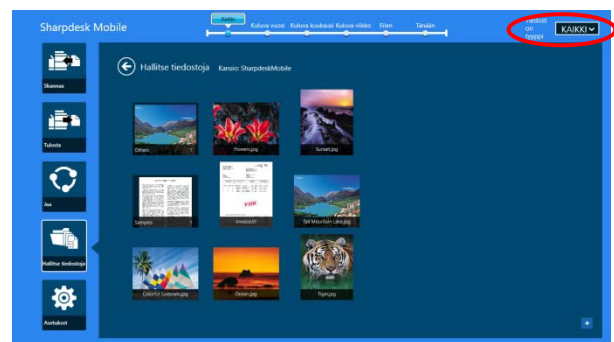 Sharpdesk Mobile
Kaikki Kuluva vuosi Kuluva kuukausi Kuluva viikko Eilen Tänään
on
tyyppi
KAIKKI
Skannaa
Hallitse tiedostoja Kansio: SharpdeskMobile
Others 1
Flowers.jpg
Sunset.jpg
Tulosta
Jaa
Samples
Invoice.tif
Tall Mountain Lake.jpg
Hallitse tiedostoja
Colorful Sailboats.jpg
Ocean.jpg
Tiger.jpg
Asetukset